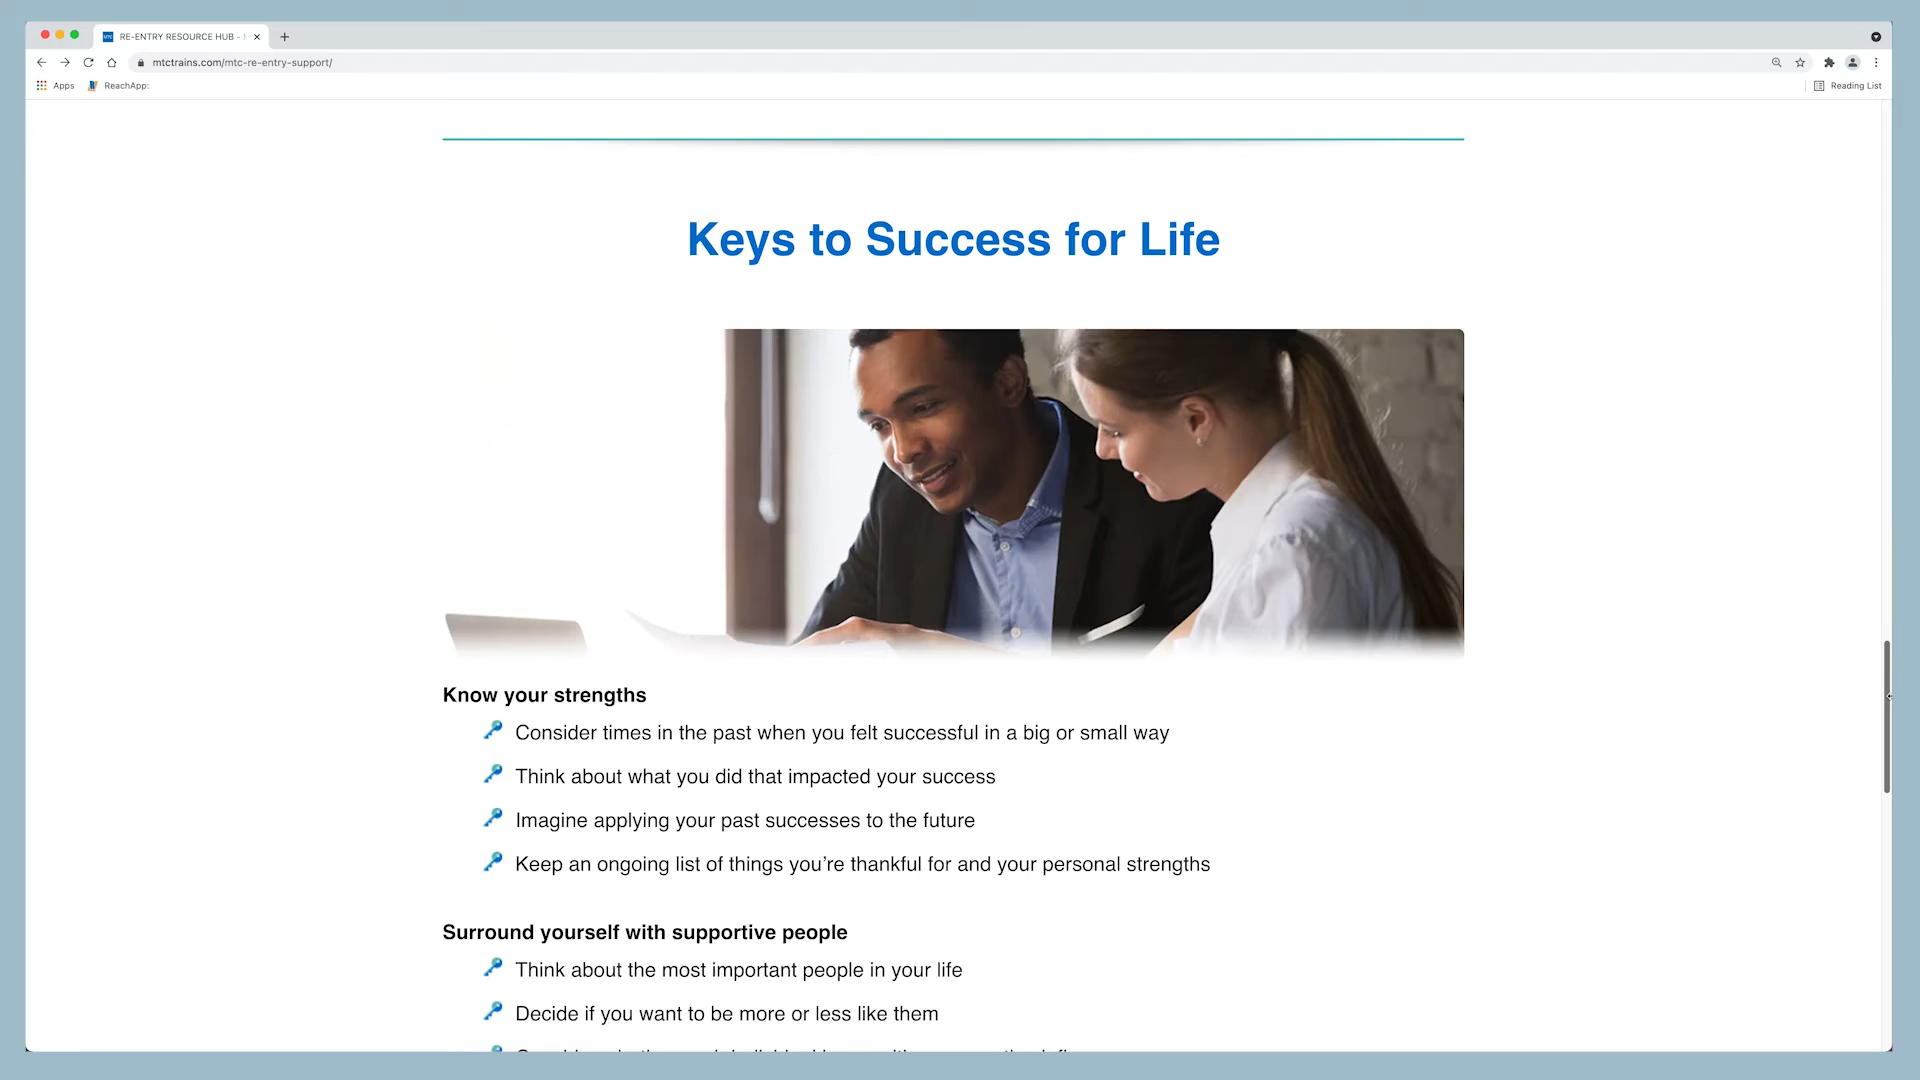 RE-ENTRY RESOURCE HUB -
mtctrains.com/mtc-re-entry-support/
Apps
ReachApp:
Reading List
Keys to Success for Life
Know your strengths
Consider times in the past when you felt successful in a big or small way
Think about what you did that impacted your success
Imagine applying your past successes to the future
Keep an ongoing list of things you’re thankful for and your personal strengths
Surround yourself with supportive people
Think about the most important people in your life
Decide if you want to be more or less like them